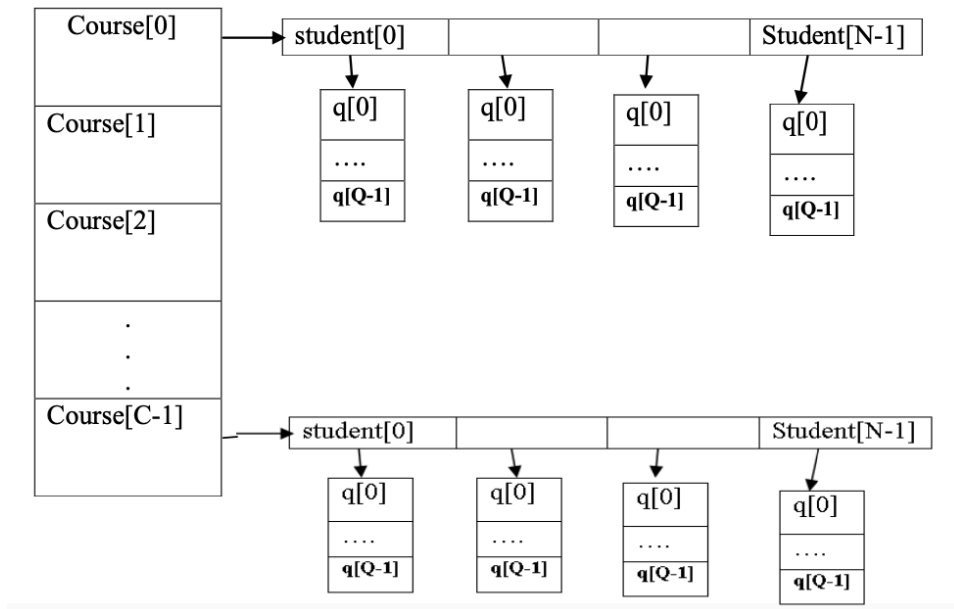 Course[0]
student[0]
Student[N-1]
q[0]
q[0]
q[0]
q[0]
....
....
....
....
q[Q-1]
q[Q-1]
q[Q-1]
q[Q-1]
Course[1]
Course[2]
.
.
.
Course[C-1]
student[0]
Student[N-1]
q[0]
q[0]
q[0]
q[0]
....
....
....
....
q[Q-1]
q[Q-1]
q[Q-1]
q[Q-1]